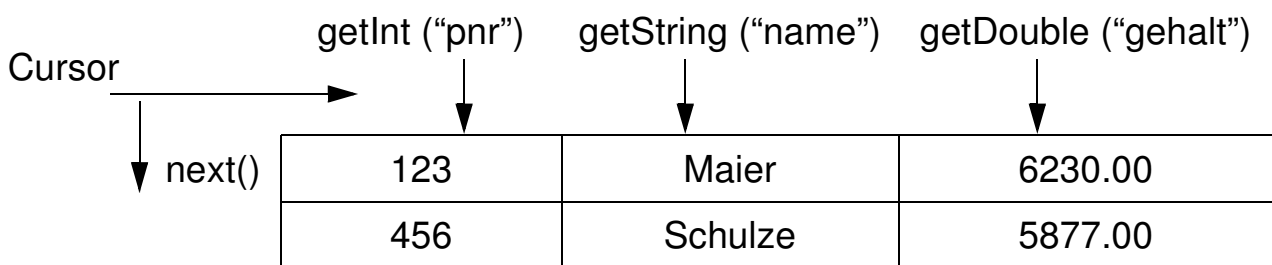 getInt (“pnr”) getString (“name”) getDouble (“gehalt”)
Cursor
next() 123 Maier 6230.00
456 Schulze 5877.00